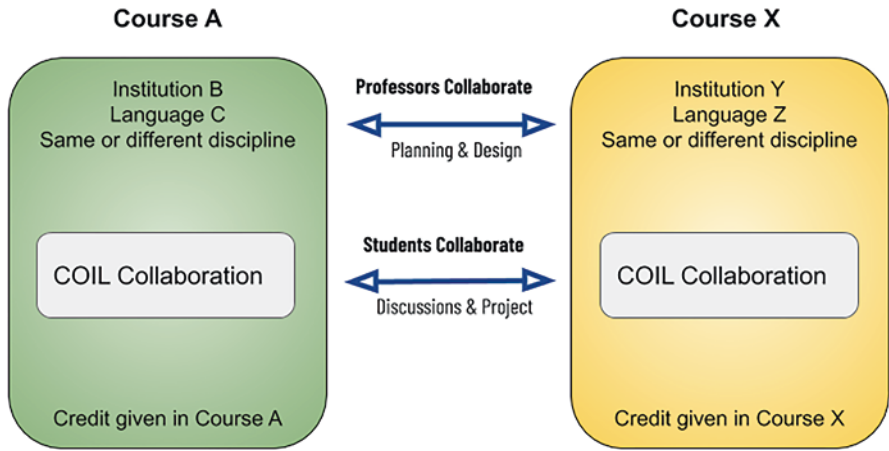 Course A
Institution B
Language C
Same or different discipline
COIL Collaboration
Credit given in Course A
Professors Collaborate
Planning & Design
Students Collaborate
Discussions & Project
Course X
Institution Y
Language Z
Same or different discipline
COIL Collaboration
Credit given in Course X